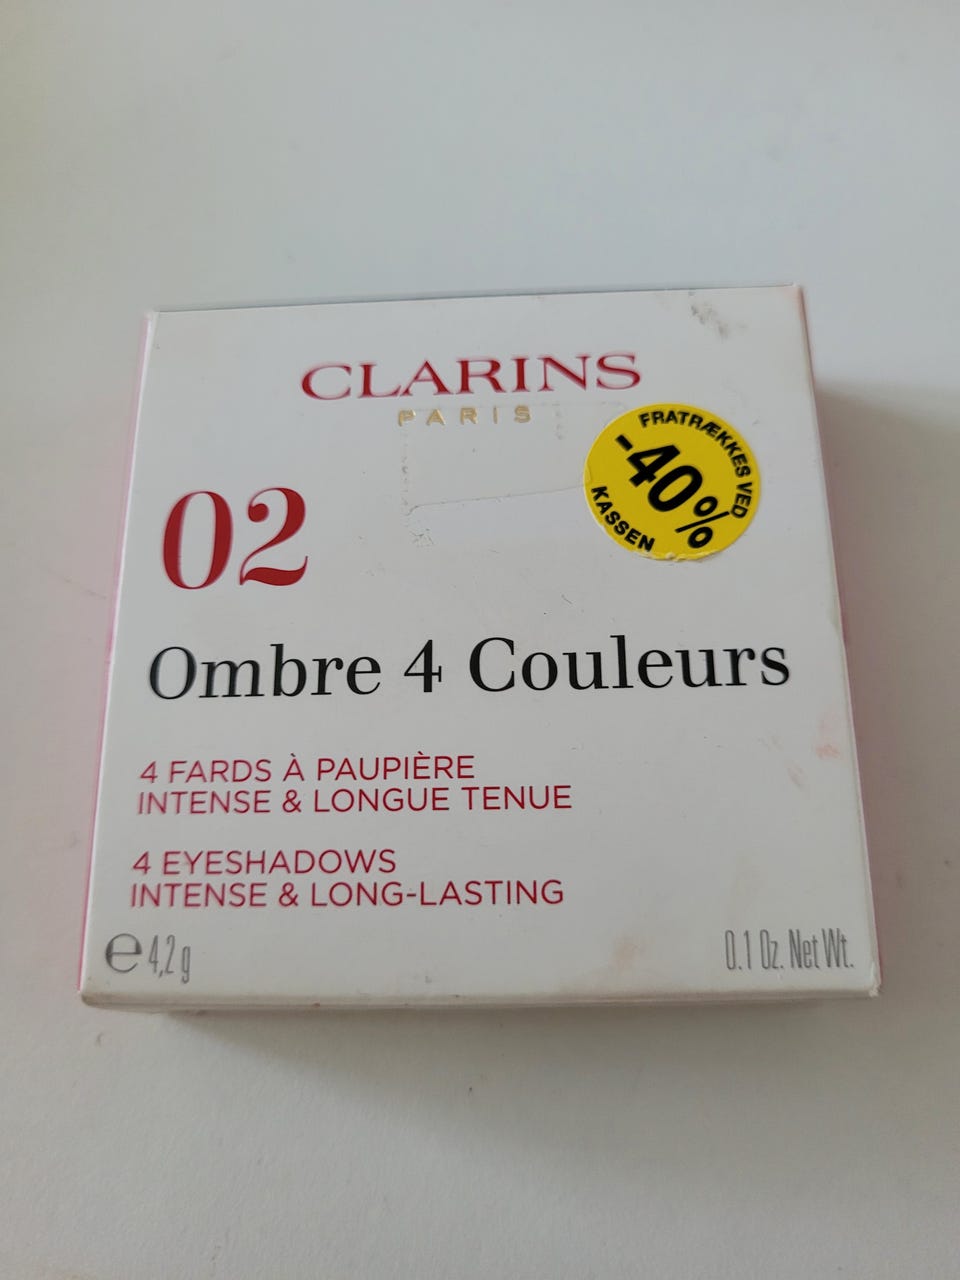 CLARINS
PARIS
FRATRÆKKES VED
-40%
KASSEN
02
Ombre 4 Couleurs
4 FARDS À PAUPIÈRE
INTENSE & LONGUE TENUE
4 EYESHADOWS
INTENSE & LONG-LASTING
℮ 4,2 g
0.1 Oz. Net Wt.